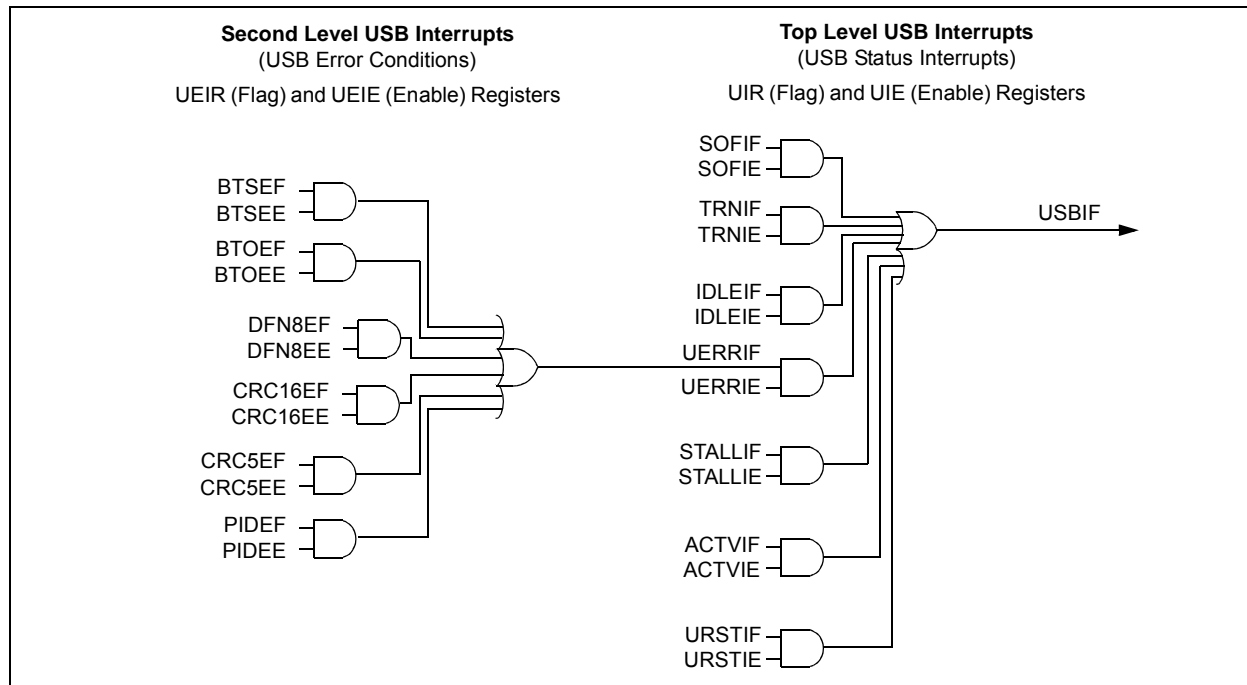 Second Level USB Interrupts
(USB Error Conditions)
UEIR (Flag) and UEIE (Enable) Registers
BTSEF
BTSEE
BTOEF
BTOEE
DFN8EF
DFN8EE
CRC16EF
CRC16EE
CRC5EF
CRC5EE
PIDEF
PIDEE
Top Level USB Interrupts
(USB Status Interrupts)
UIR (Flag) and UIE (Enable) Registers
SOFIF
SOFIE
TRNIF
TRNIE
IDLEIF
IDLEIE
UERRIF
UERRIE
STALLIF
STALLIE
ACTVIF
ACTVIE
URSTIF
URSTIE
USBIF